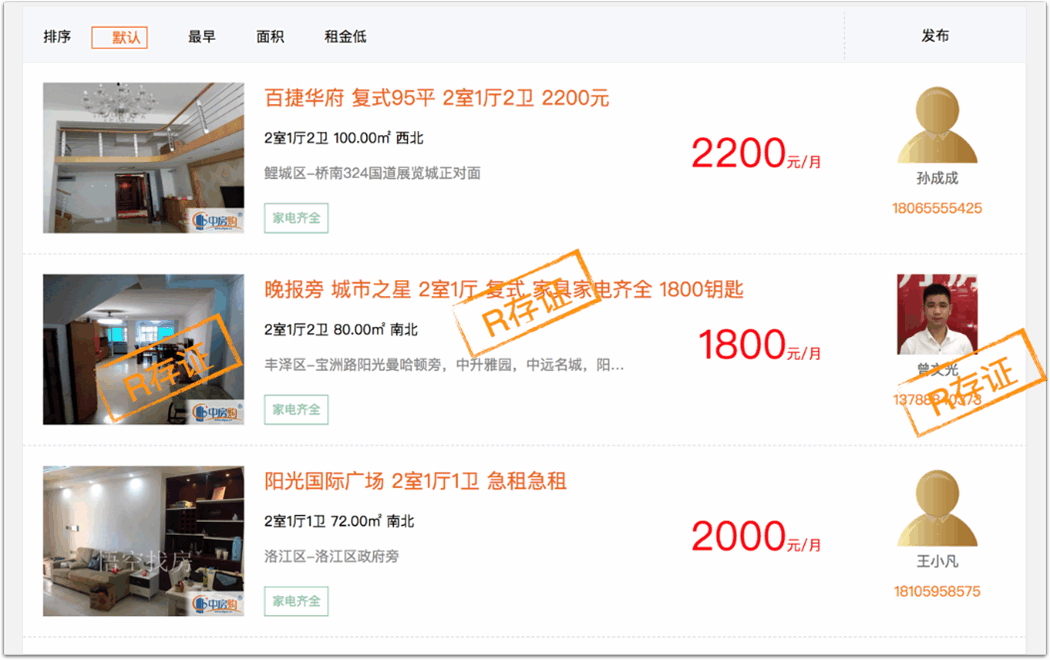 排序 默认 最早 面积 租金低 发布
百捷华府 复式95平 2室1厅2卫 2200元
2室1厅2卫 100.00㎡ 西北
鲤城区-桥南324国道展览城正对面
家电齐全
2200元/月
孙成成
18065555425
中房购
晚报旁 城市之星 2室1厅 复式 家具家电齐全 1800钥匙
2室1厅2卫 80.00㎡ 南北
丰泽区-宝洲路阳光曼哈顿旁，中升雅园，中远名城，阳...
家电齐全
1800元/月
曾文光
中房购
R存证
R存证
R存证
阳光国际广场 2室1厅1卫 急租急租
2室1厅1卫 72.00㎡ 南北
洛江区-洛江区政府旁
家电齐全
2000元/月
王小凡
18105958575
悟空找房
中房购